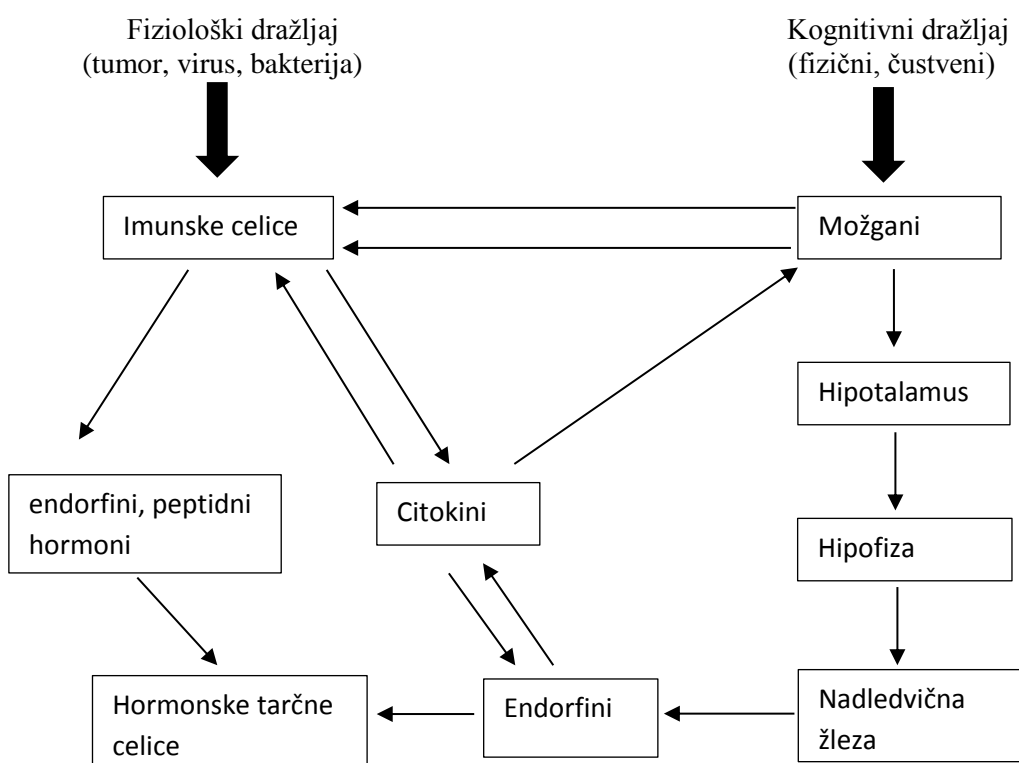 Fiziološki dražljaj
(tumor, virus, bakterija)
Kognitivni dražljaj
(fizični, čustveni)
Imunske celice
Možgani
Hipotalamus
endorfini, peptidni
hormoni
Citokini
Hipofiza
Hormonske tarčne
celice
Endorfini
Nadledvična
žleza